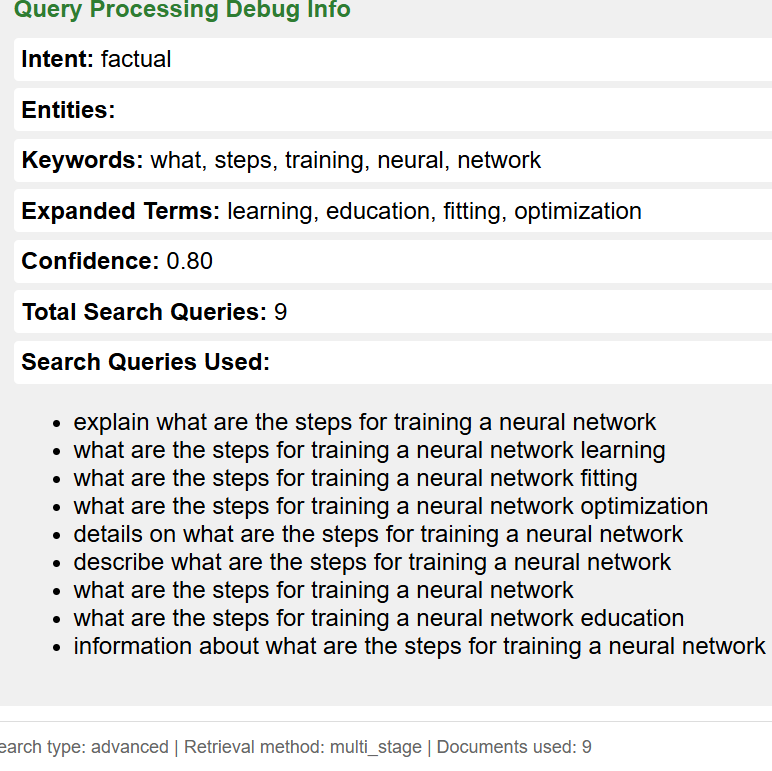 Query Processing Debug Info
Intent: factual
Entities:
Keywords: what, steps, training, neural, network
Expanded Terms: learning, education, fitting, optimization
Confidence: 0.80
Total Search Queries: 9
Search Queries Used:
• explain what are the steps for training a neural network
• what are the steps for training a neural network learning
• what are the steps for training a neural network fitting
• what are the steps for training a neural network optimization
• details on what are the steps for training a neural network
• describe what are the steps for training a neural network
• what are the steps for training a neural network
• what are the steps for training a neural network education
• information about what are the steps for training a neural network
earch type: advanced | Retrieval method: multi_stage | Documents used: 9